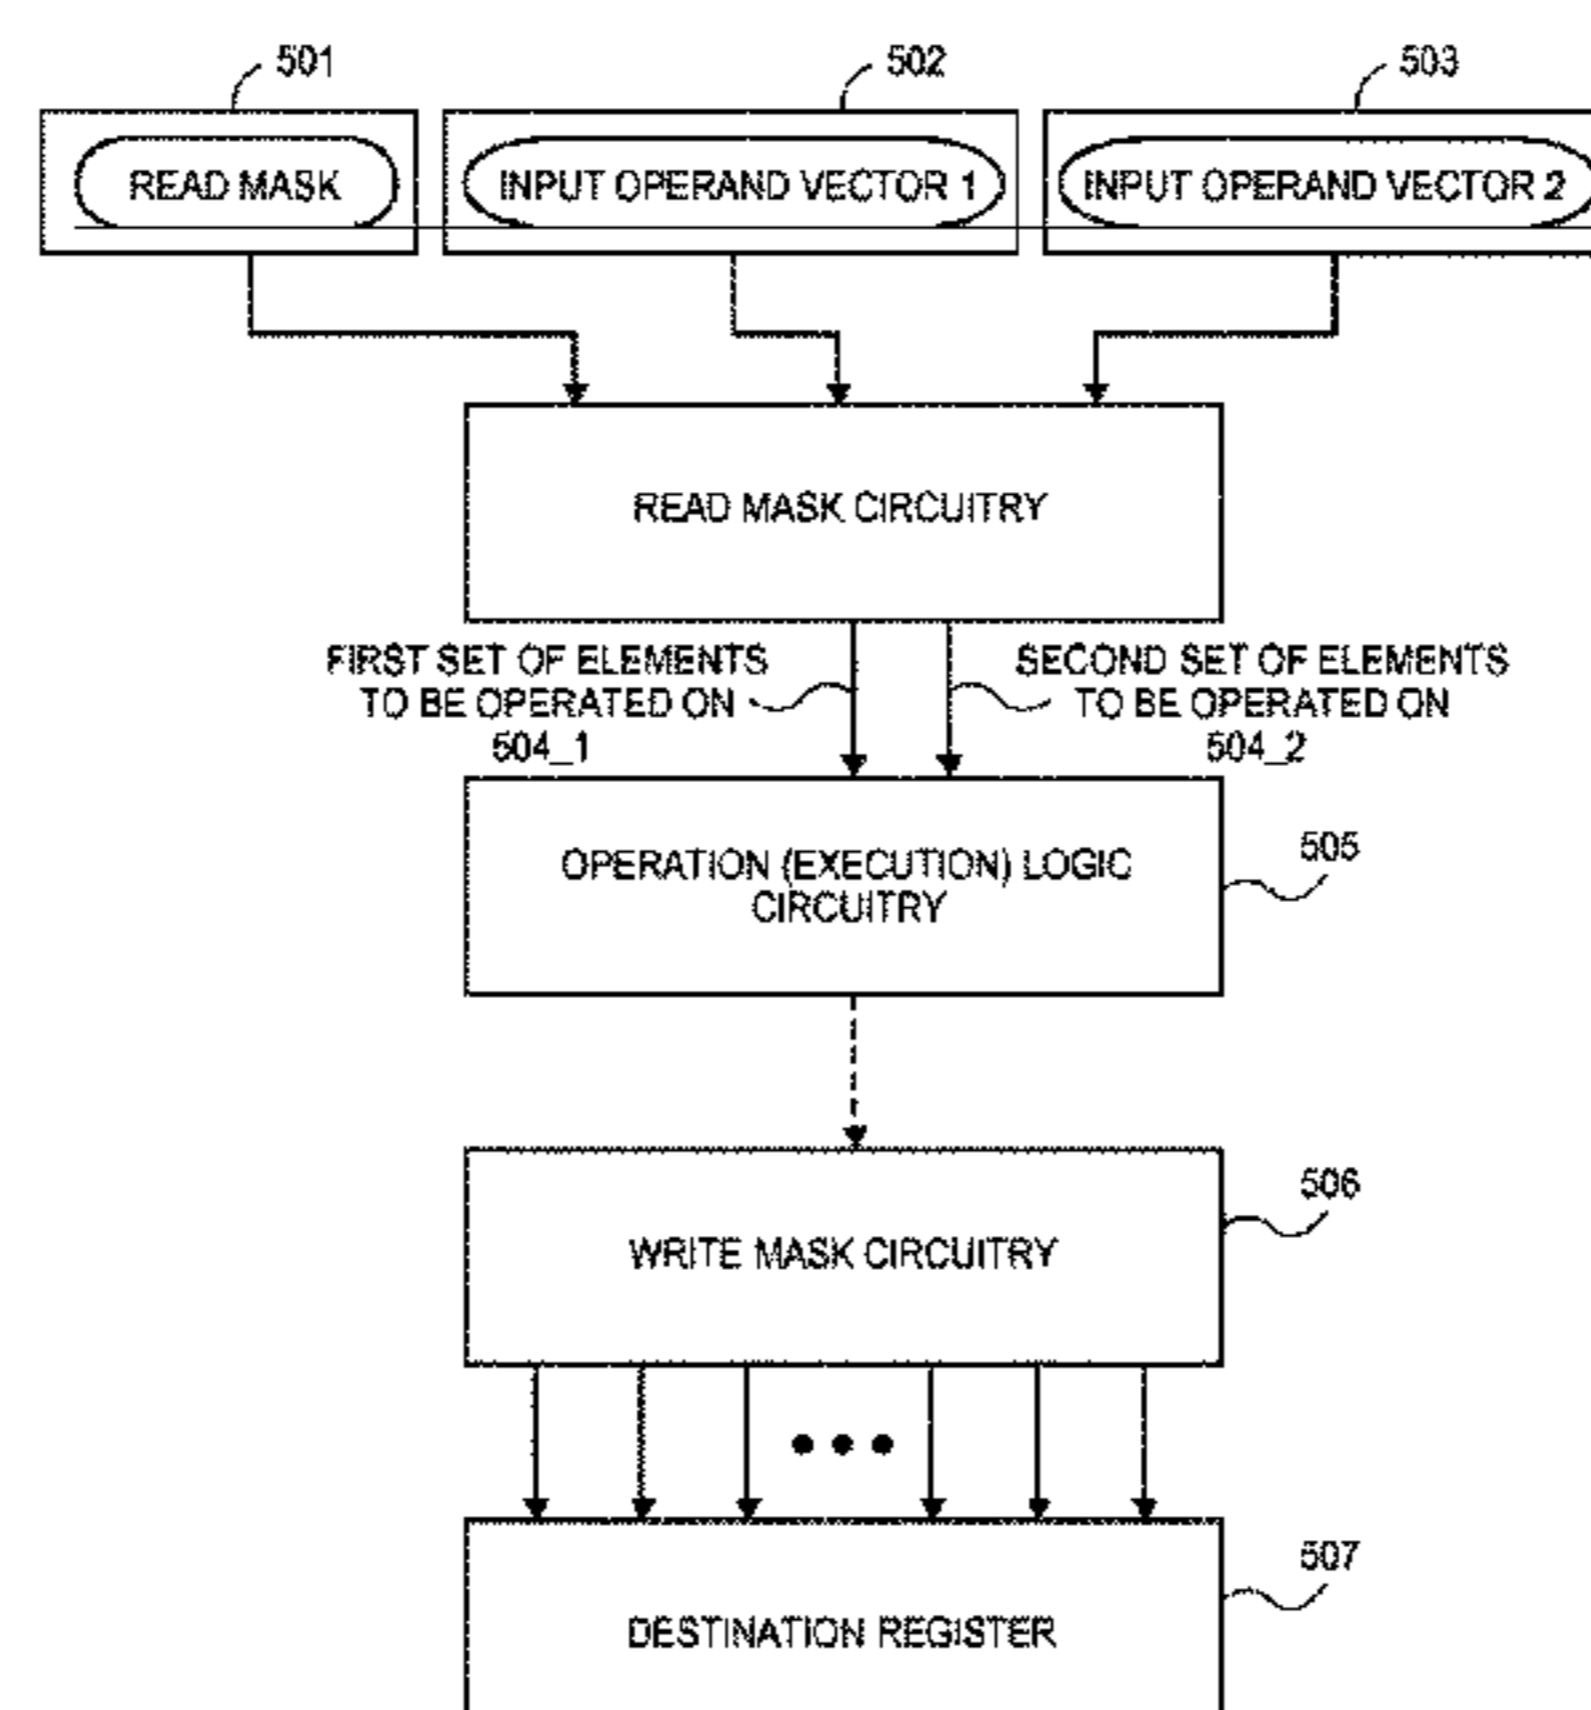 501
502
503
READ MASK
INPUT OPERAND VECTOR 1
INPUT OPERAND VECTOR 2
READ MASK CIRCUITRY
FIRST SET OF ELEMENTS
TO BE OPERATED ON
504_1
SECOND SET OF ELEMENTS
TO BE OPERATED ON
504_2
OPERATION (EXECUTION) LOGIC
CIRCUITRY
505
506
WRITE MASK CIRCUITRY
507
DESTINATION REGISTER